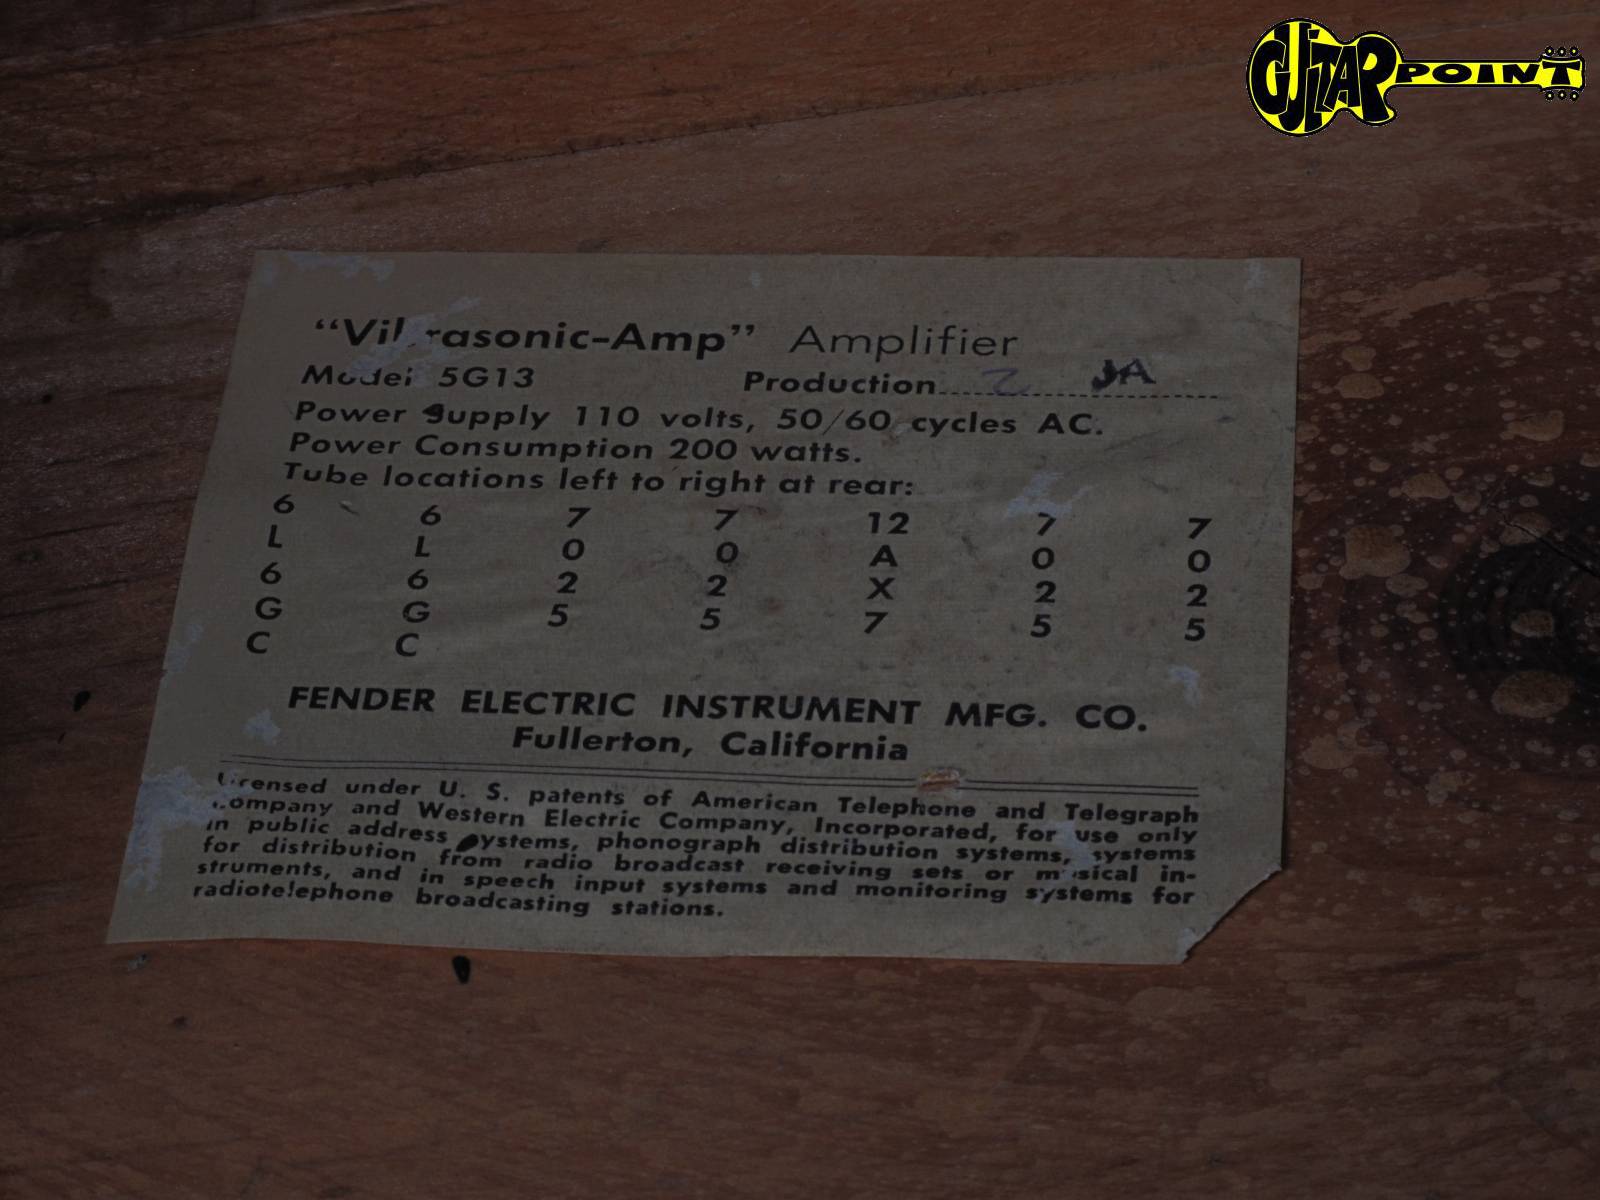 GUITAR POINT
“Vibrasonic-Amp” Amplifier
Model 5G13 Production 2 JA
Power Supply 110 volts, 50/60 cycles AC.
Power Consumption 200 watts.
Tube locations left to right at rear:
6 6 7 7 12 7 7
L L 0 0 A 0 0
6 6 2 2 X 2 2
G G 5 5 7 5 5
C C
FENDER ELECTRIC INSTRUMENT MFG. CO.
Fullerton, California
Licensed under U. S. patents of American Telephone and Telegraph
Company and Western Electric Company, Incorporated, for use only
in public address systems, phonograph distribution systems, systems
for distribution from radio broadcast receiving sets or musical in-
struments, and in speech input systems and monitoring systems for
radiotelephone broadcasting stations.